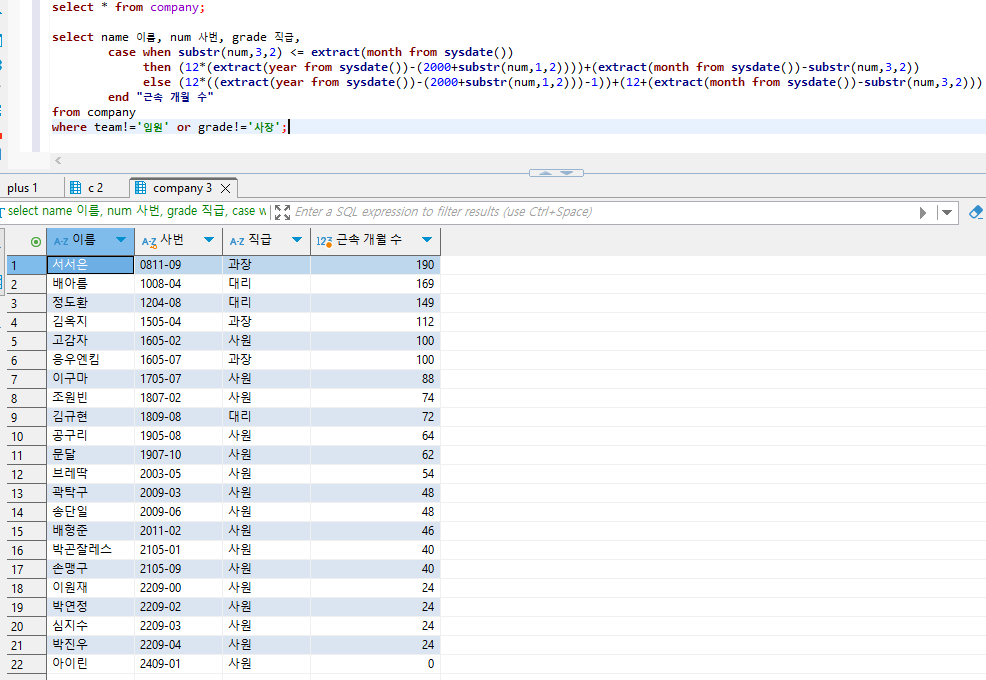 select * from company;
select name 이름, num 사번, grade 직급,
case when substr(num,3,2) <= extract(month from sysdate())
then (12*(extract(year from sysdate())-(2000+substr(num,1,2))))+(extract(month from sysdate())-substr(num,3,2))
else (12*((extract(year from sysdate())-(2000+substr(num,1,2)))-1))+(12+(extract(month from sysdate())-substr(num,3,2)))
end "근속 개월 수"
from company
where team!='임원' or grade!='사장';
plus 1 c 2 company 3
select name 이름, num 사번, grade 직급, case w Enter a SQL expression to filter results (use Ctrl+Space)
A-Z 이름 A-Z 사번 A-Z 직급 123 근속 개월 수
1 서서은 0811-09 과장 190
2 배아름 1008-04 대리 169
3 정도환 1204-08 대리 149
4 김옥지 1505-04 과장 112
5 고감자 1605-02 사원 100
6 응우엔킴 1605-07 과장 100
7 이구마 1705-07 사원 88
8 조원빈 1807-02 사원 74
9 김규현 1809-08 대리 72
10 공구리 1905-08 사원 64
11 문달 1907-10 사원 62
12 브레딱 2003-05 사원 54
13 곽탁구 2009-03 사원 48
14 송단일 2009-06 사원 48
15 배형준 2011-02 사원 46
16 박곤잘레스 2105-01 사원 40
17 손맹구 2105-09 사원 40
18 이원재 2209-00 사원 24
19 박연정 2209-02 사원 24
20 심지수 2209-03 사원 24
21 박진우 2209-04 사원 24
22 아이린 2409-01 사원 0